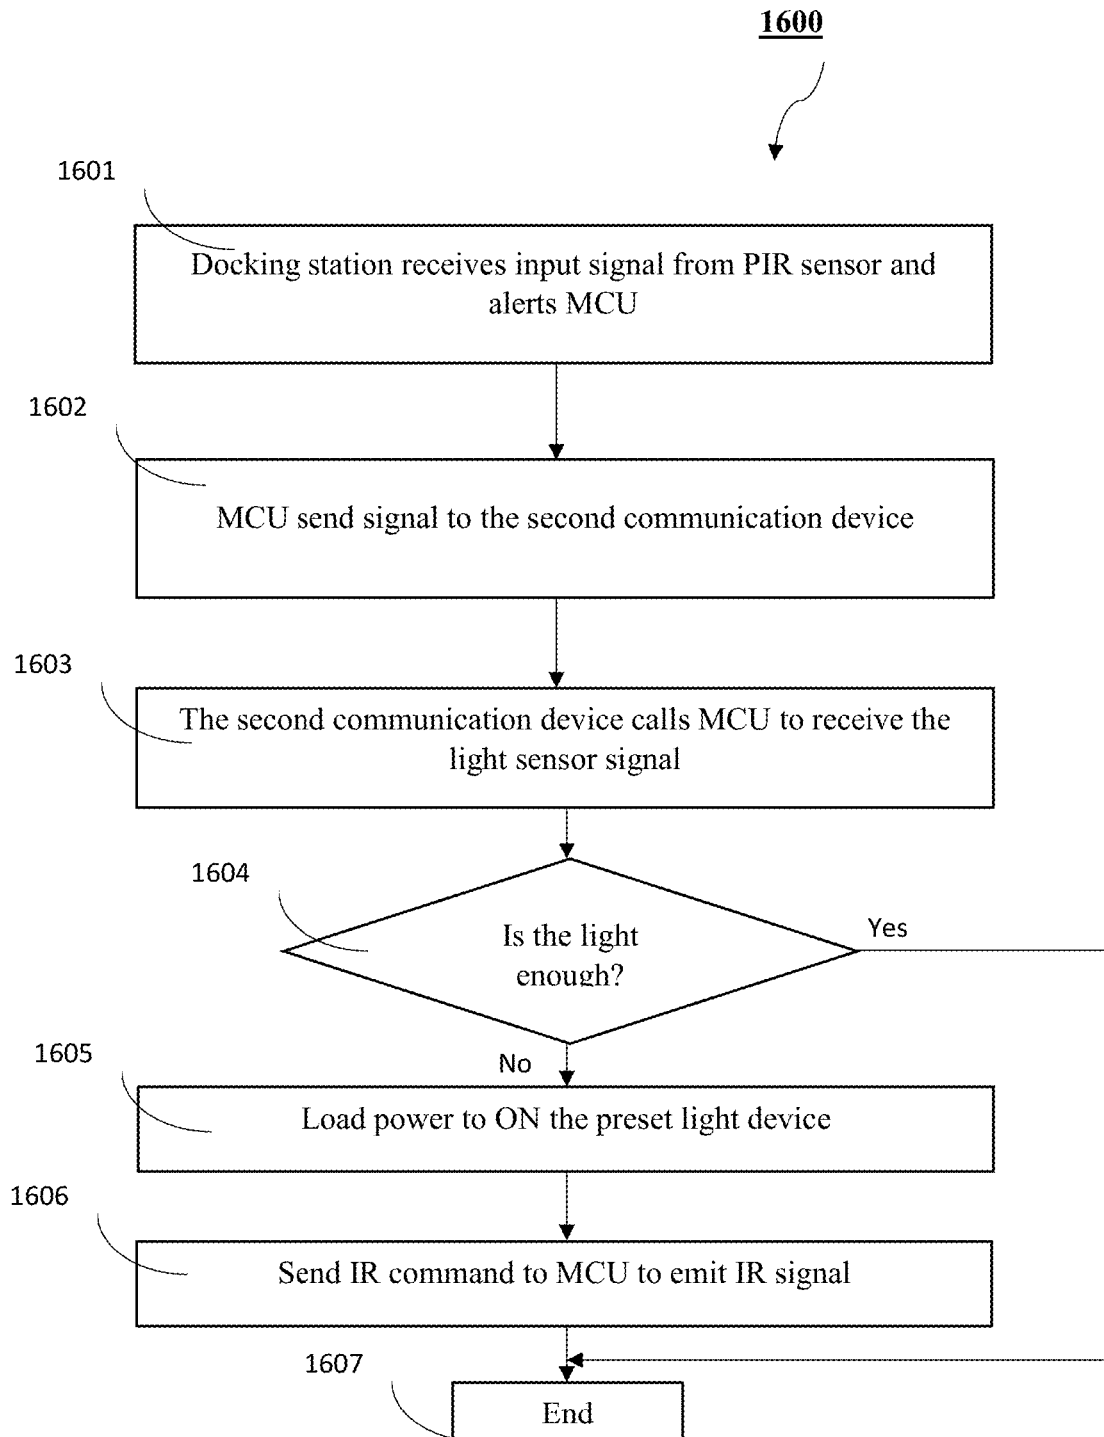 1600
1601
Docking station receives input signal from PIR sensor and
alerts MCU
1602
MCU send signal to the second communication device
1603
The second communication device calls MCU to receive the
light sensor signal
1604
Is the light
enough?
Yes
No
1605
Load power to ON the preset light device
1606
Send IR command to MCU to emit IR signal
1607
End